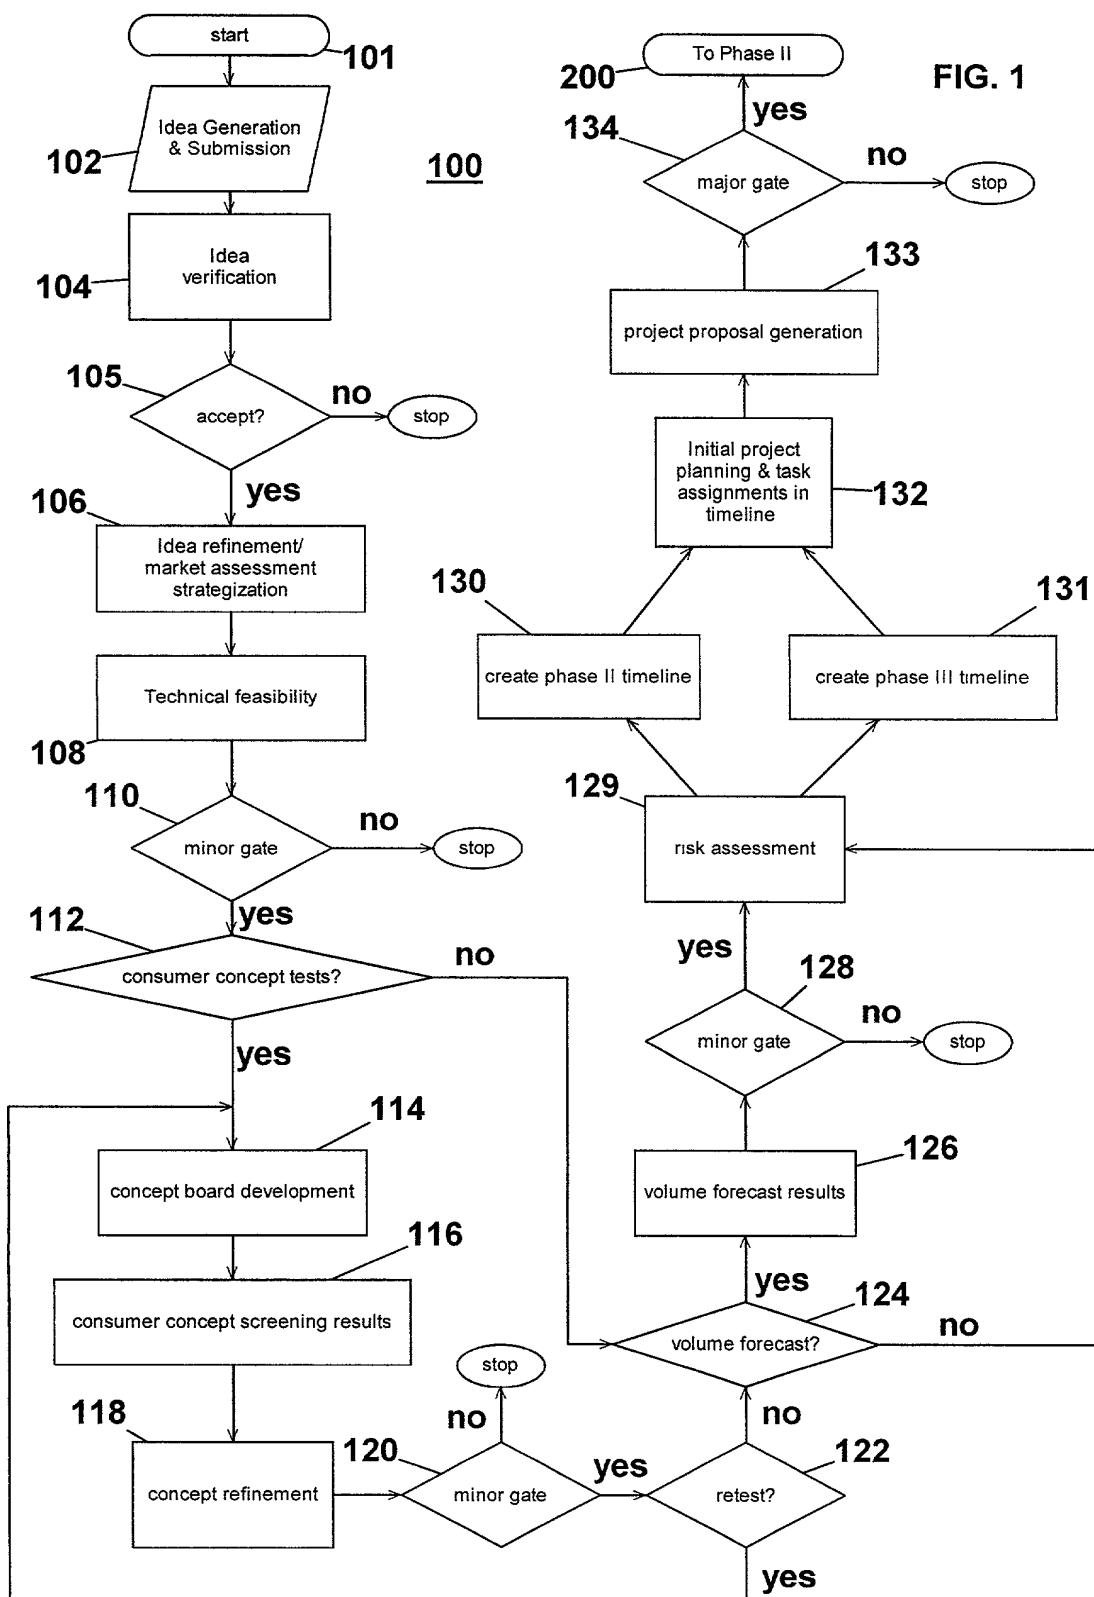 start
101
Idea Generation
& Submission
102
100
Idea
verification
104
105
accept?
no
stop
yes
106
Idea refinement/
market assessment
strategization
Technical feasibility
108
110
minor gate
no
stop
yes
112
consumer concept tests?
no
yes
114
concept board development
116
consumer concept screening results
118
concept refinement
120
minor gate
no
stop
yes
122
retest?
no
yes
124
volume forecast?
no
yes
126
volume forecast results
128
minor gate
no
stop
yes
129
risk assessment
130
create phase II timeline
131
create phase III timeline
Initial project
planning & task
assignments in
timeline
132
133
project proposal generation
134
major gate
no
stop
yes
To Phase II
200
FIG. 1